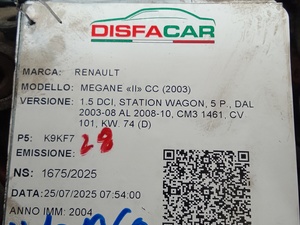 DISFACAR
MARCA: RENAULT
MODELLO: MEGANE «II» CC (2003)
VERSIONE: 1.5 DCI, STATION WAGON, 5 P., DAL
2003-08 AL 2008-10, CM3 1461, CV
101, KW. 74 (D)
P5: K9KF7 28
EMISSIONE:
NS: 1675/2025
DATA:25/07/2025 07:54:00
ANNO IMM: 2004